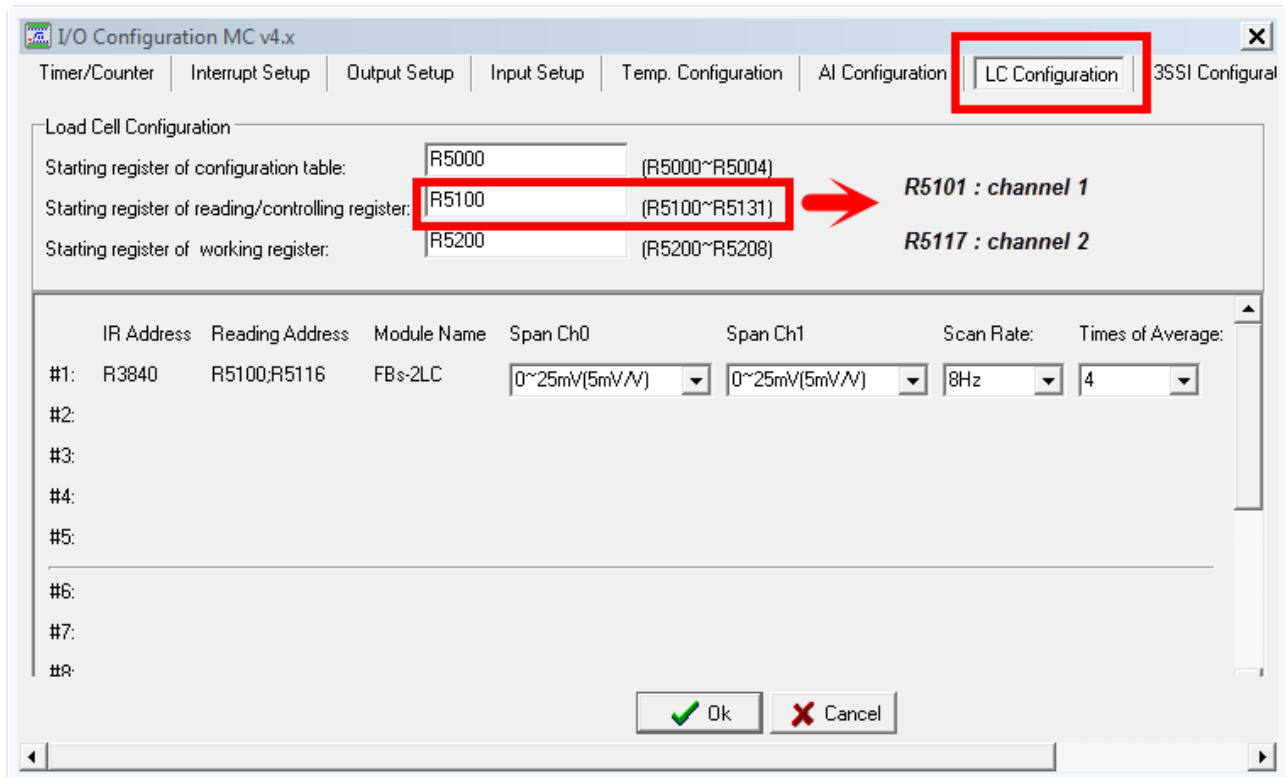 I/O Configuration MC v4.x
Timer/Counter Interrupt Setup Output Setup Input Setup Temp. Configuration AI Configuration LC Configuration 3SSI Configurat
Load Cell Configuration
Starting register of configuration table: R5000 (R5000~R5004)
Starting register of reading/controlling register: R5100 (R5100~R5131)
R5101 : channel 1
Starting register of working register: R5200 (R5200~R5208)
R5117 : channel 2
IR Address Reading Address Module Name Span Ch0 Span Ch1 Scan Rate: Times of Average:
#1: R3840 R5100;R5116 FBs-2LC 0~25mV(5mV/V) 0~25mV(5mV/V) 8Hz 4
#2:
#3:
#4:
#5:
#6:
#7:
#8:
Ok Cancel